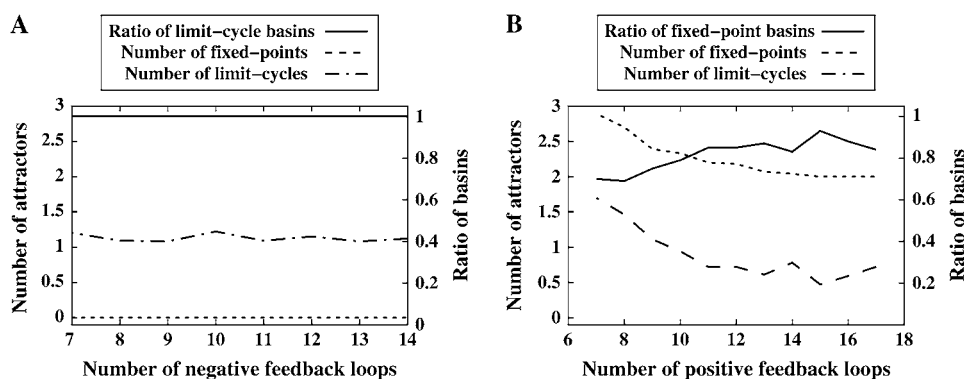 A
Ratio of limit-cycle basins
Number of fixed-points
Number of limit-cycles
3
2.5
2
1.5
1
0.5
0
1
0.8
0.6
0.4
0.2
0
7 8 9 10 11 12 13 14
Number of attractors
Ratio of basins
Number of negative feedback loops
B
Ratio of fixed-point basins
Number of fixed-points
Number of limit-cycles
3
2.5
2
1.5
1
0.5
0
1
0.8
0.6
0.4
0.2
6 8 10 12 14 16 18
Number of attractors
Ratio of basins
Number of positive feedback loops